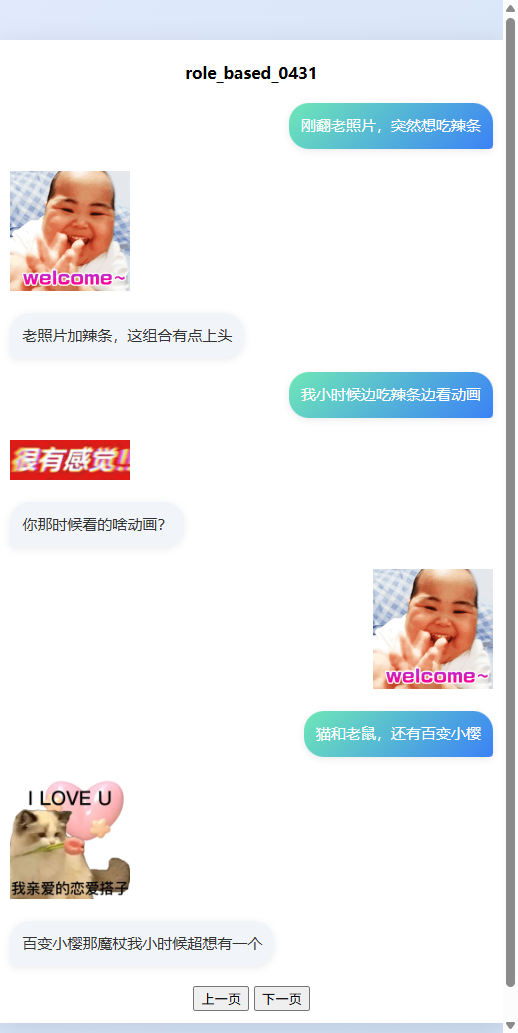 role_based_0431
刚翻老照片，突然想吃辣条
welcome~
老照片加辣条，这组合有点上头
我小时候边吃辣条边看动画
很有感觉!!
你那时候看的啥动画？
welcome~
猫和老鼠，还有百变小樱
I LOVE U
我亲爱的恋爱搭子
百变小樱那魔杖我小时候超想有一个
上一页 下一页